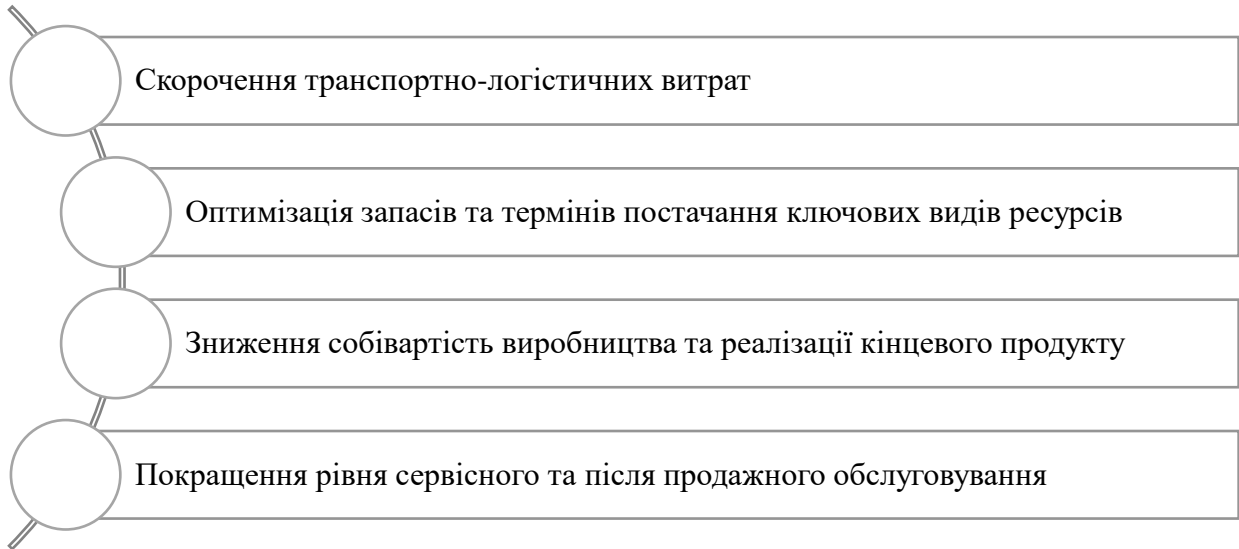 Скорочення транспортно-логістичних витрат
Оптимізація запасів та термінів постачання ключових видів ресурсів
Зниження собівартість виробництва та реалізації кінцевого продукту
Покращення рівня сервісного та після продажного обслуговування